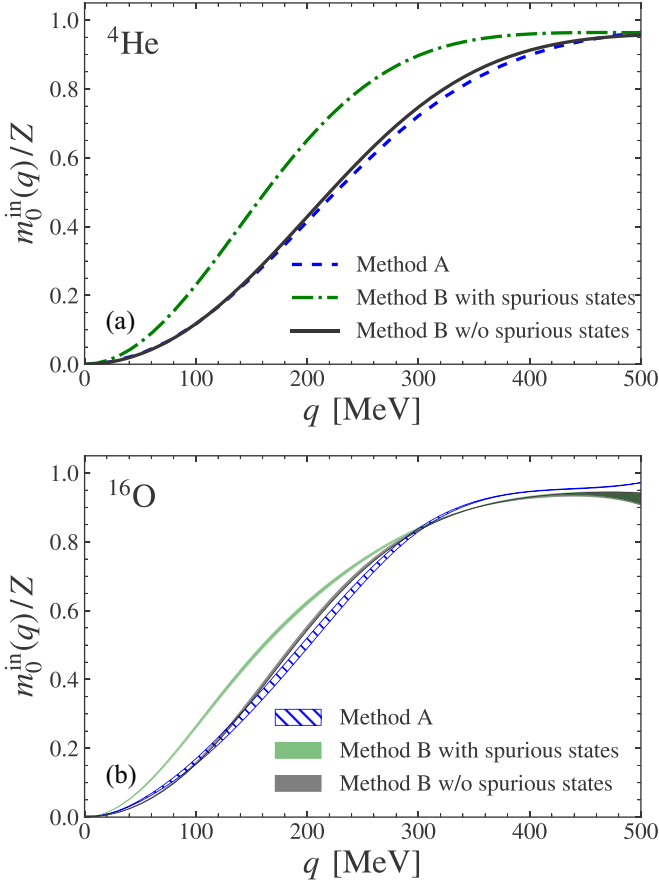 1.0
⁴He
0.8
0.6
m₀ⁱⁿ(q)/Z
0.4
Method A
Method B with spurious states
0.2
(a)
Method B w/o spurious states
0.0
0 100 200 300 400 500
q [MeV]
1.0
¹⁶O
0.8
0.6
m₀ⁱⁿ(q)/Z
0.4
Method A
0.2
Method B with spurious states
(b)
Method B w/o spurious states
0.0
0 100 200 300 400 500
q [MeV]